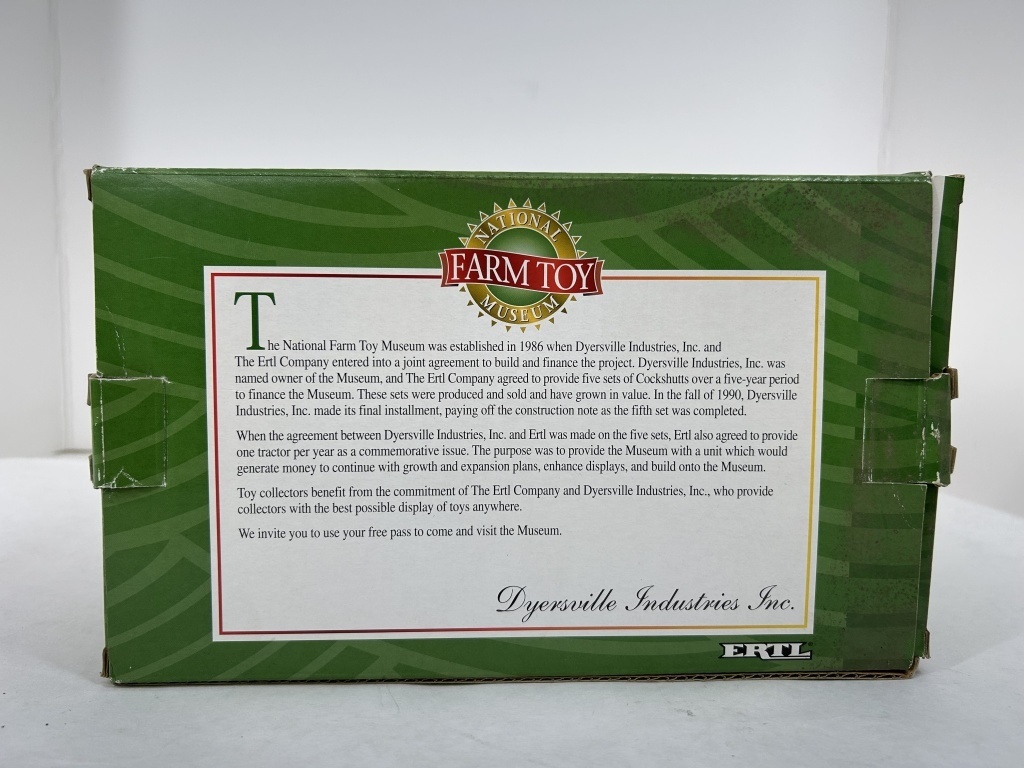 NATIONAL
FARM TOY
MUSEUM
The National Farm Toy Museum was established in 1986 when Dyersville Industries, Inc. and
The Ertl Company entered into a joint agreement to build and finance the project. Dyersville Industries, Inc. was
named owner of the Museum, and The Ertl Company agreed to provide five sets of Cockshutts over a five-year period
to finance the Museum. These sets were produced and sold and have grown in value. In the fall of 1990, Dyersville
Industries, Inc. made its final installment, paying off the construction note as the fifth set was completed.
When the agreement between Dyersville Industries, Inc. and Ertl was made on the five sets, Ertl also agreed to provide
one tractor per year as a commemorative issue. The purpose was to provide the Museum with a unit which would
generate money to continue with growth and expansion plans, enhance displays, and build onto the Museum.
Toy collectors benefit from the commitment of The Ertl Company and Dyersville Industries, Inc., who provide
collectors with the best possible display of toys anywhere.
We invite you to use your free pass to come and visit the Museum.
Dyersville Industries Inc.
ERTL